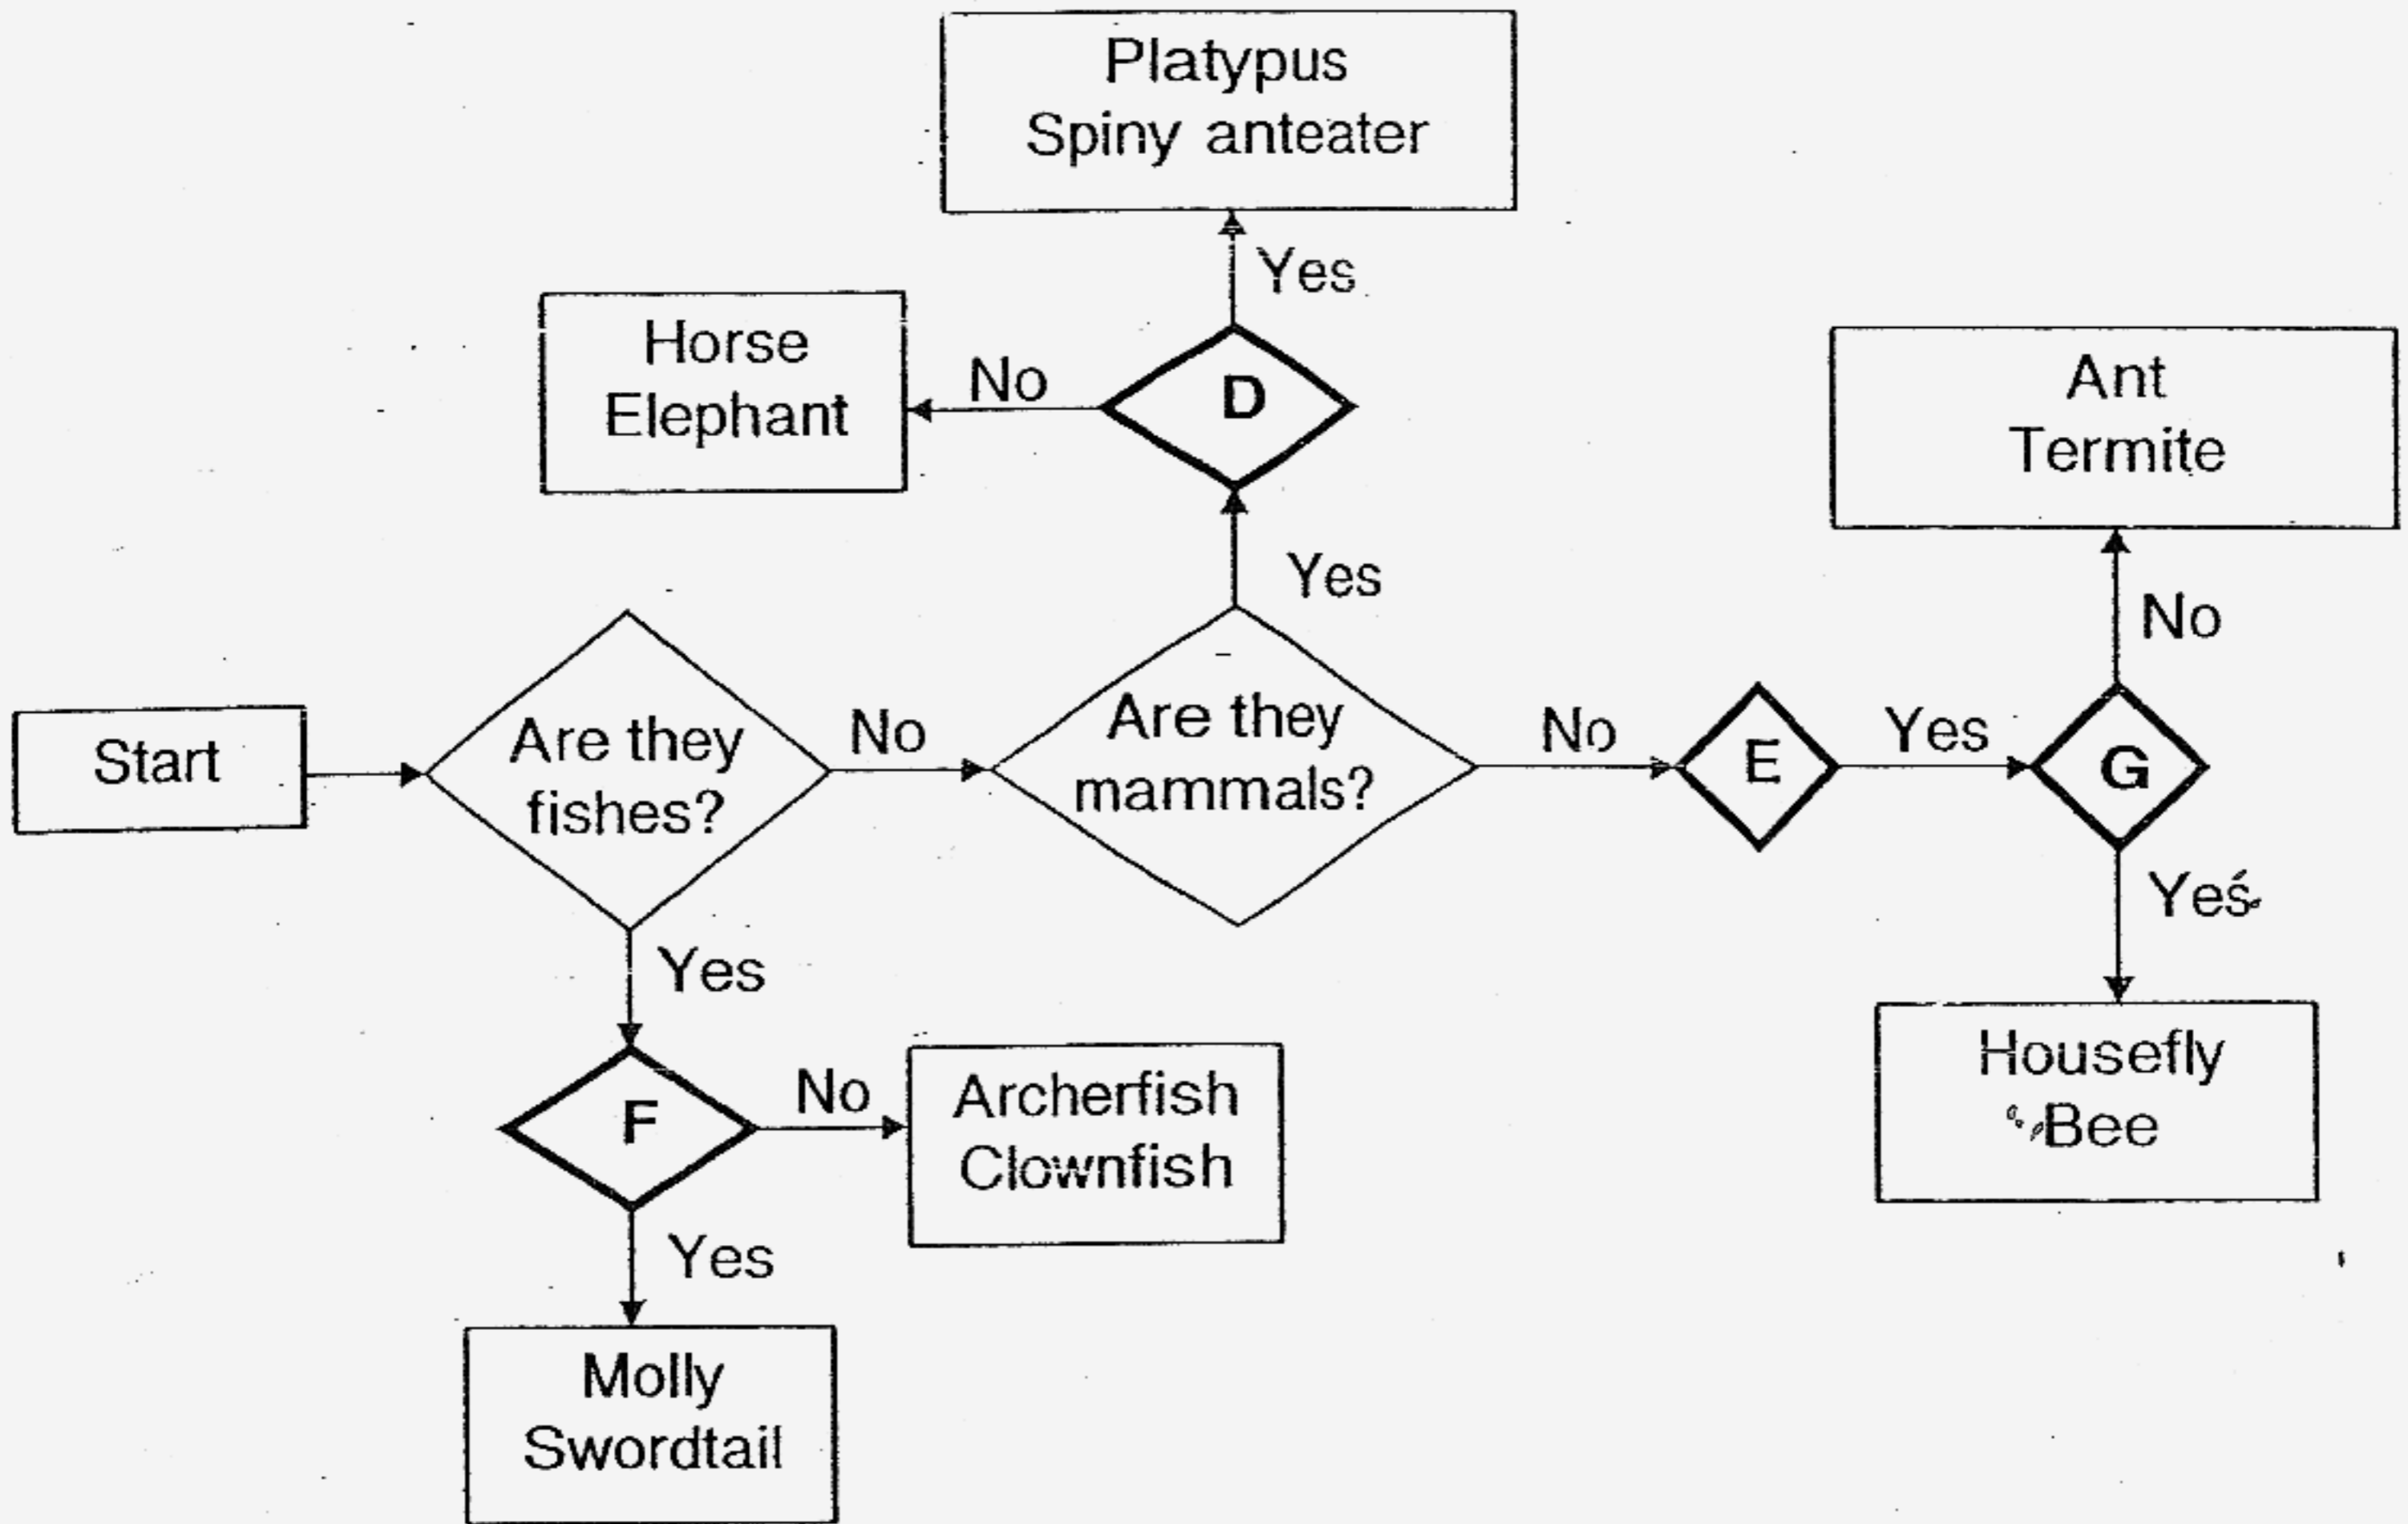 Platypus
Spiny anteater
Yes
Horse
Elephant
No
D
Ant
Termite
Yes
No
Start
Are they
fishes?
No
Are they
mammals?
No
E
Yes
G
Yes
Yes
F
No
Archerfish
Clownfish
Housefly
Bee
Yes
Molly
Swordtail